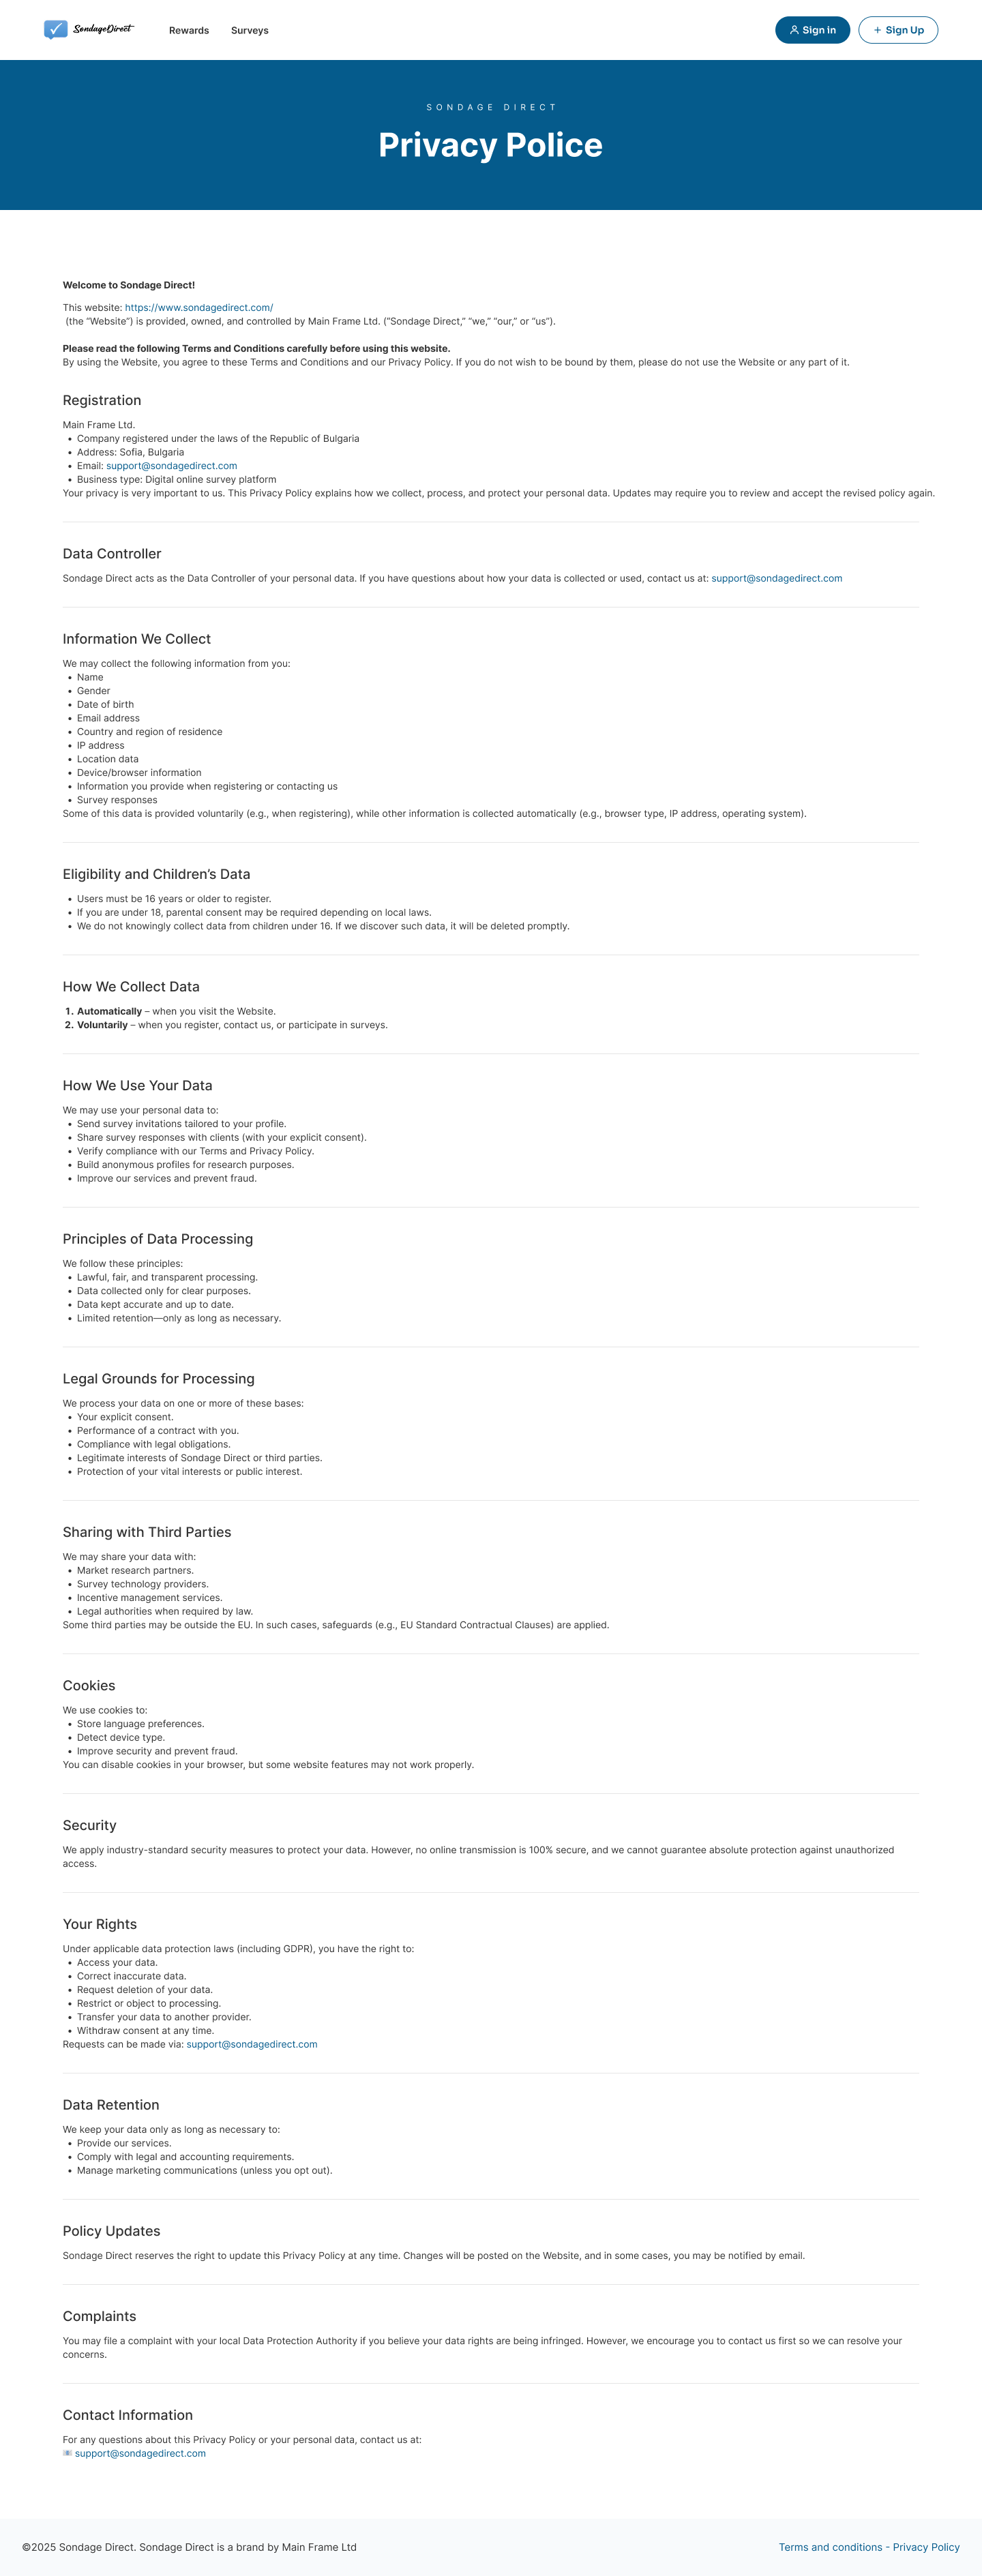 SondageDirect
Rewards
Surveys
Sign in
Sign Up
SONDAGE DIRECT
Privacy Police
Welcome to Sondage Direct!
This website: https://www.sondagedirect.com/
(the “Website”) is provided, owned, and controlled by Main Frame Ltd. (“Sondage Direct,” “we,” “our,” or “us”).
Please read the following Terms and Conditions carefully before using this website.
By using the Website, you agree to these Terms and Conditions and our Privacy Policy. If you do not wish to be bound by them, please do not use the Website or any part of it.
Registration
Main Frame Ltd.
• Company registered under the laws of the Republic of Bulgaria
• Address: Sofia, Bulgaria
• Email: support@sondagedirect.com
• Business type: Digital online survey platform
Your privacy is very important to us. This Privacy Policy explains how we collect, process, and protect your personal data. Updates may require you to review and accept the revised policy again.
Data Controller
Sondage Direct acts as the Data Controller of your personal data. If you have questions about how your data is collected or used, contact us at: support@sondagedirect.com
Information We Collect
We may collect the following information from you:
• Name
• Gender
• Date of birth
• Email address
• Country and region of residence
• IP address
• Location data
• Device/browser information
• Information you provide when registering or contacting us
• Survey responses
Some of this data is provided voluntarily (e.g., when registering), while other information is collected automatically (e.g., browser type, IP address, operating system).
Eligibility and Children’s Data
• Users must be 16 years or older to register.
• If you are under 18, parental consent may be required depending on local laws.
• We do not knowingly collect data from children under 16. If we discover such data, it will be deleted promptly.
How We Collect Data
1. Automatically – when you visit the Website.
2. Voluntarily – when you register, contact us, or participate in surveys.
How We Use Your Data
We may use your personal data to:
• Send survey invitations tailored to your profile.
• Share survey responses with clients (with your explicit consent).
• Verify compliance with our Terms and Privacy Policy.
• Build anonymous profiles for research purposes.
• Improve our services and prevent fraud.
Principles of Data Processing
We follow these principles:
• Lawful, fair, and transparent processing.
• Data collected only for clear purposes.
• Data kept accurate and up to date.
• Limited retention—only as long as necessary.
Legal Grounds for Processing
We process your data on one or more of these bases:
• Your explicit consent.
• Performance of a contract with you.
• Compliance with legal obligations.
• Legitimate interests of Sondage Direct or third parties.
• Protection of your vital interests or public interest.
Sharing with Third Parties
We may share your data with:
• Market research partners.
• Survey technology providers.
• Incentive management services.
• Legal authorities when required by law.
Some third parties may be outside the EU. In such cases, safeguards (e.g., EU Standard Contractual Clauses) are applied.
Cookies
We use cookies to:
• Store language preferences.
• Detect device type.
• Improve security and prevent fraud.
You can disable cookies in your browser, but some website features may not work properly.
Security
We apply industry-standard security measures to protect your data. However, no online transmission is 100% secure, and we cannot guarantee absolute protection against unauthorized
access.
Your Rights
Under applicable data protection laws (including GDPR), you have the right to:
• Access your data.
• Correct inaccurate data.
• Request deletion of your data.
• Restrict or object to processing.
• Transfer your data to another provider.
• Withdraw consent at any time.
Requests can be made via: support@sondagedirect.com
Data Retention
We keep your data only as long as necessary to:
• Provide our services.
• Comply with legal and accounting requirements.
• Manage marketing communications (unless you opt out).
Policy Updates
Sondage Direct reserves the right to update this Privacy Policy at any time. Changes will be posted on the Website, and in some cases, you may be notified by email.
Complaints
You may file a complaint with your local Data Protection Authority if you believe your data rights are being infringed. However, we encourage you to contact us first so we can resolve your
concerns.
Contact Information
For any questions about this Privacy Policy or your personal data, contact us at:
📧 support@sondagedirect.com
©2025 Sondage Direct. Sondage Direct is a brand by Main Frame Ltd
Terms and conditions - Privacy Policy